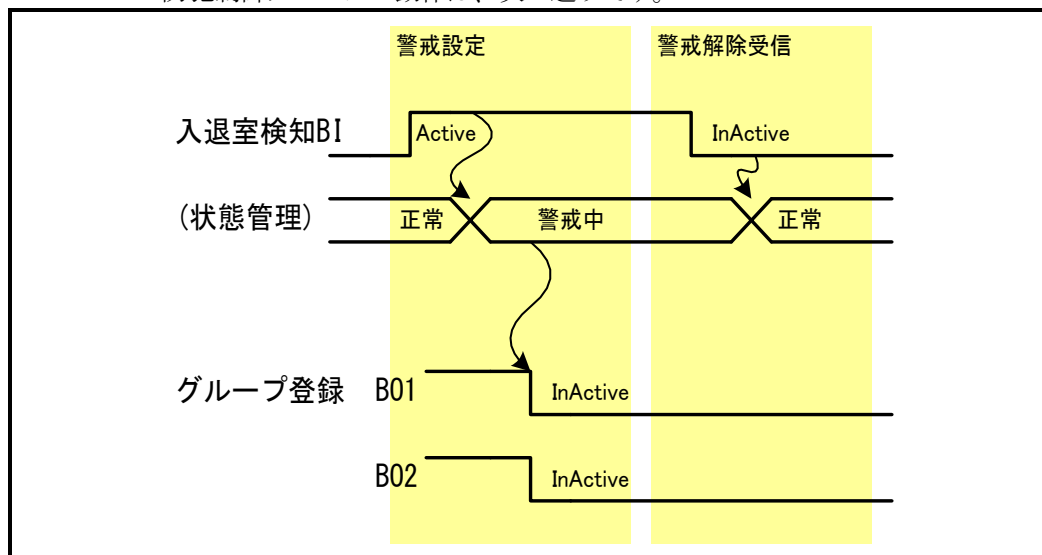 警戒設定
警戒解除受信
入退室検知BI
Active
InActive
(状態管理)
正常
警戒中
正常
グループ登録 BO1
InActive
BO2
InActive